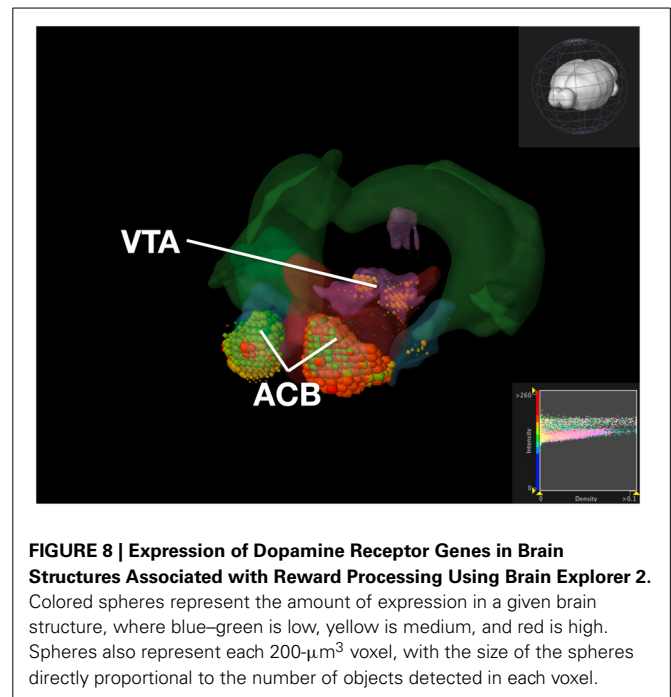 VTA
ACB
>260
Intensity
0
0
Density
>0.1
FIGURE 8 | Expression of Dopamine Receptor Genes in Brain
Structures Associated with Reward Processing Using Brain Explorer 2.
Colored spheres represent the amount of expression in a given brain
structure, where blue–green is low, yellow is medium, and red is high.
Spheres also represent each 200-μm³ voxel, with the size of the spheres
directly proportional to the number of objects detected in each voxel.